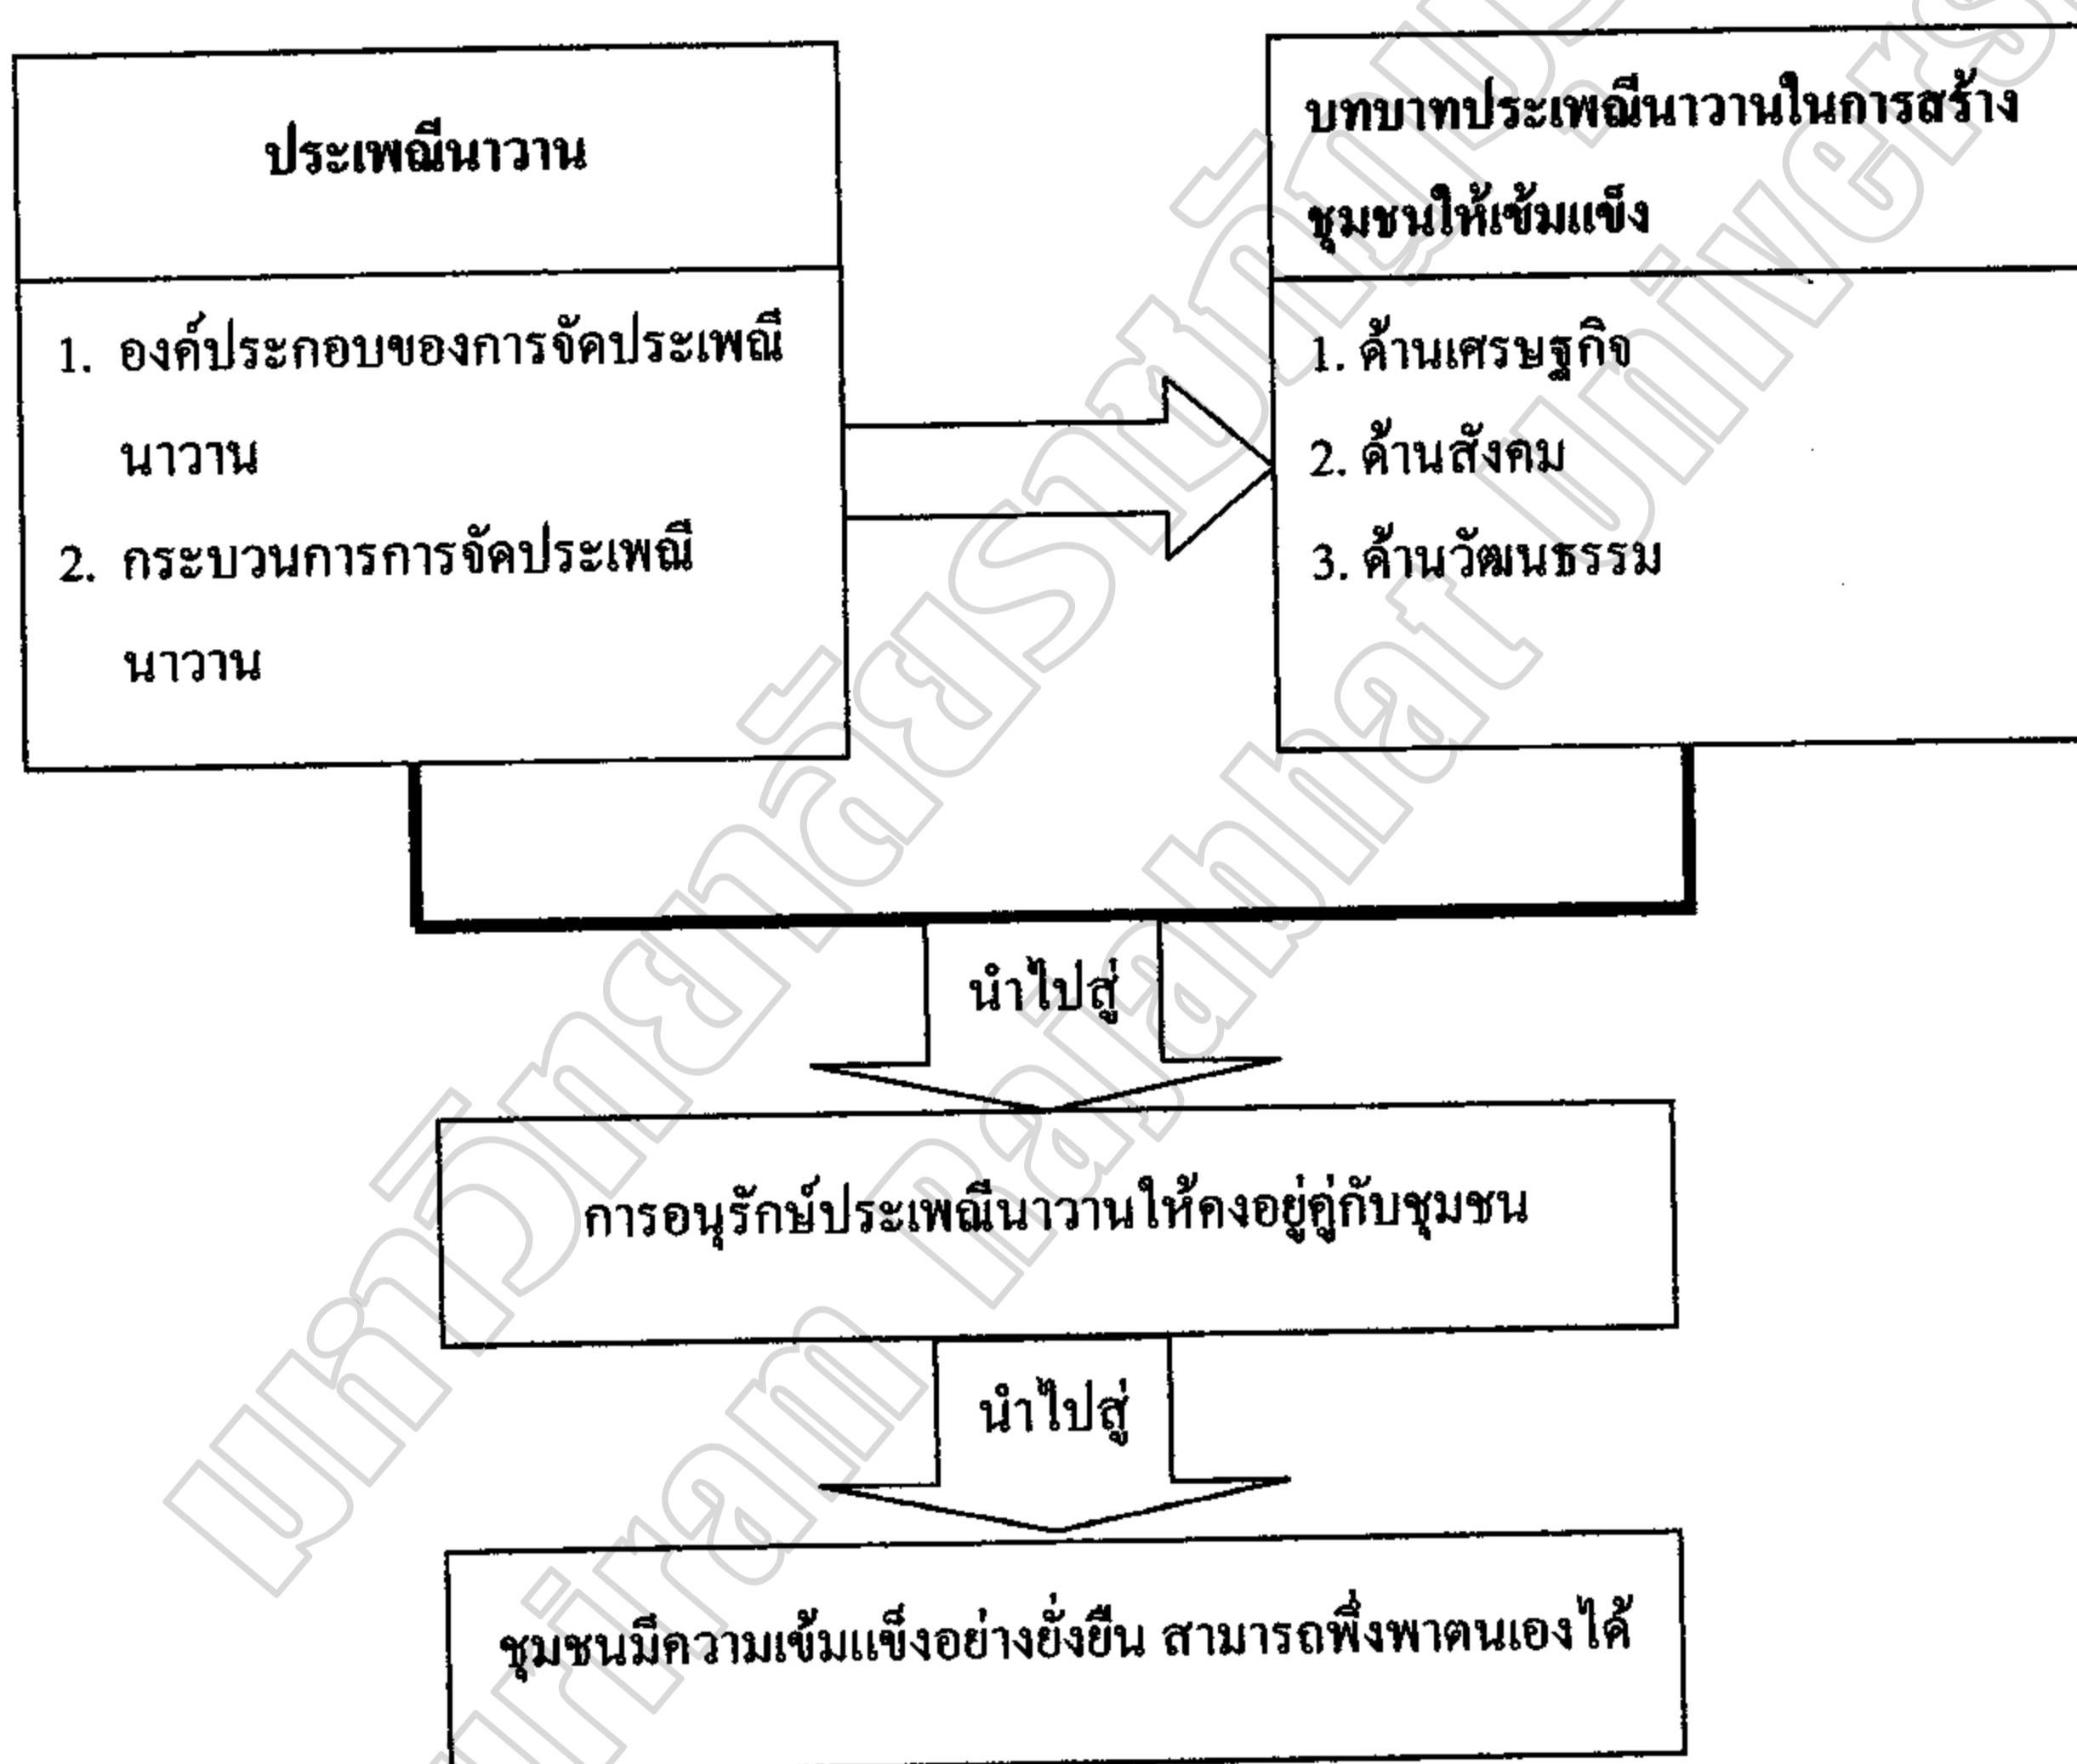 ประเพณีนาวาน
1. องค์ประกอบของการจัดประเพณี
นาวาน
2. กระบวนการการจัดประเพณี
นาวาน
บทบาทประเพณีนาวานในการสร้าง
ชุมชนให้เข้มแข็ง
1. ด้านเศรษฐกิจ
2. ด้านสังคม
3. ด้านวัฒนธรรม
นำไปสู่
การอนุรักษ์ประเพณีนาวานให้คงอยู่คู่กับชุมชน
นำไปสู่
ชุมชนมีความเข้มแข็งอย่างยั่งยืน สามารถพึ่งพาตนเองได้